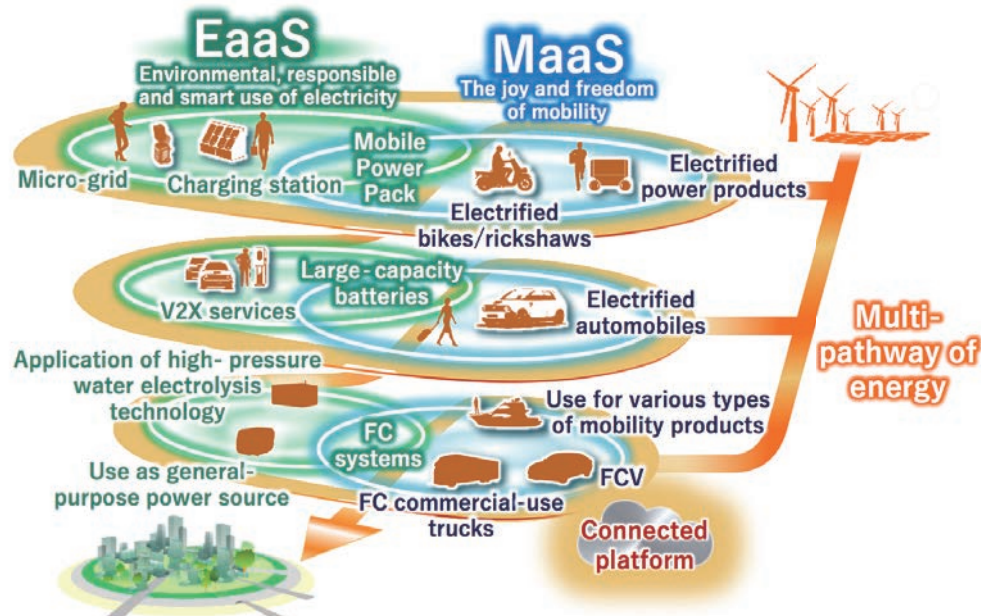 EaaS
Environmental, responsible
and smart use of electricity
MaaS
The joy and freedom
of mobility
Micro-grid
Charging station
Mobile
Power
Pack
Electrified
bikes/rickshaws
Electrified
power products
V2X services
Large-capacity
batteries
Electrified
automobiles
Multi-
pathway of
energy
Application of high-pressure
water electrolysis
technology
Use as general-
purpose power source
FC
systems
Use for various types
of mobility products
FCV
FC commercial-use
trucks
Connected
platform